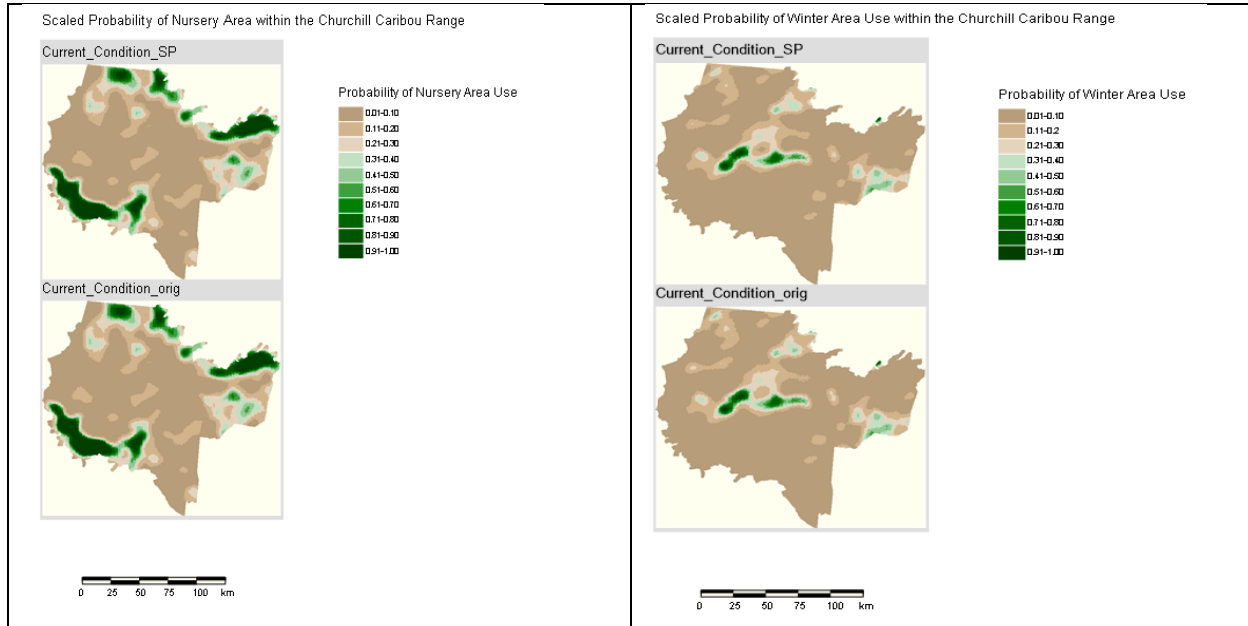 Scaled Probability of Nursery Area within the Churchill Caribou Range
Current_Condition_SP
Probability of Nursery Area Use
0.01-0.10
0.11-0.20
0.21-0.30
0.31-0.40
0.41-0.50
0.51-0.60
0.61-0.70
0.71-0.80
0.81-0.90
0.91-1.00
Current_Condition_orig
0 25 50 75 100 km
Scaled Probability of Winter Area Use within the Churchill Caribou Range
Current_Condition_SP
Probability of Winter Area Use
0.01-0.10
0.11-0.2
0.21-0.30
0.31-0.40
0.41-0.50
0.51-0.60
0.61-0.70
0.71-0.80
0.81-0.90
0.91-1.00
Current_Condition_orig
0 25 50 75 100 km